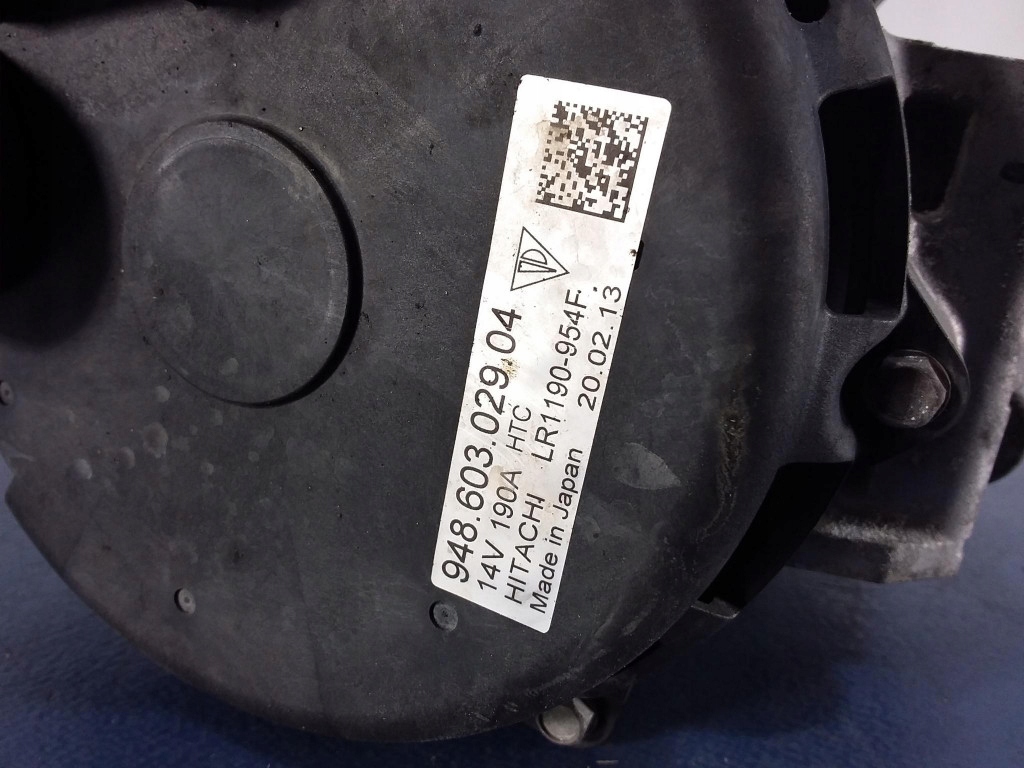 948.603.029.04
14V 190A HTC
HITACHI LR1190-954F.
Made in Japan 20.02.13